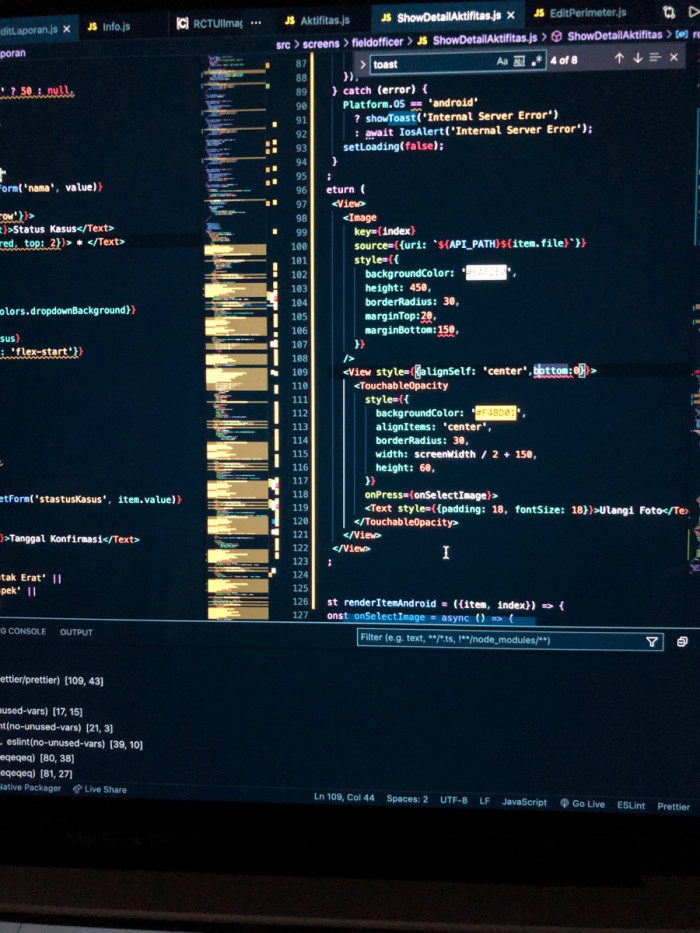 ditLaporan.js ×
JS Info.js
RCTUIImag ...
JS Aktifitas.js
JS ShowDetailAktifitas.js ×
JS EditPerimeter.js
poran
src > screens > fieldofficer > JS ShowDetailAktifitas.js > ShowDetailAktifitas >
> toast
Aa
4 of 8
' ? 50 : null,
Form('nama', value)}
row'}}>
}>Status Kasus</Text>
red, top: 2}}> * </Text>
olors.dropdownBackground}}
sus}
: 'flex-start'}}
etForm('stastusKasus', item.value)}
}>Tanggal Konfirmasi</Text>
tak Erat' ||
pek' ||
87
88 });
89 } catch (error) {
90 Platform.OS == 'android'
91 ? showToast('Internal Server Error')
92 : await IosAlert('Internal Server Error');
93 setLoading(false);
94 }
95 ;
96 eturn (
97 <View>
98 <Image
99 key={index}
100 source={{uri: `${API_PATH}${item.file}`}}
101 style={{
102 backgroundColor: '
103 height: 450,
104 borderRadius: 30,
105 marginTop:20,
106 marginBottom:150,
107 }}
108 />
109 <View style={{alignSelf: 'center',bottom:0}}>
110 <TouchableOpacity
111 style={{
112 backgroundColor: '#F4BD01',
113 alignItems: 'center',
114 borderRadius: 30,
115 width: screenWidth / 2 + 150,
116 height: 60,
117 }}
118 onPress={onSelectImage}>
119 <Text style={{padding: 18, fontSize: 18}}>Ulangi Foto</Te
120 </TouchableOpacity>
121 </View>
122 </View>
123 ;
124
125
126 st renderItemAndroid = ({item, index}) => {
127 onst onSelectImage = async () => {
G CONSOLE OUTPUT
Filter (e.g. text, **/*.ts, !**/node_modules/**)
ettier/prettier) [109, 43]
used-vars) [17, 15]
nt(no-unused-vars) [21, 3]
. eslint(no-unused-vars) [39, 10]
eqeqeq) [80, 38]
eqeqeq) [81, 27]
Native Packager
Live Share
Ln 109, Col 44
Spaces: 2
UTF-8
LF
JavaScript
Go Live
ESLint
Prettier
MacBook Pro